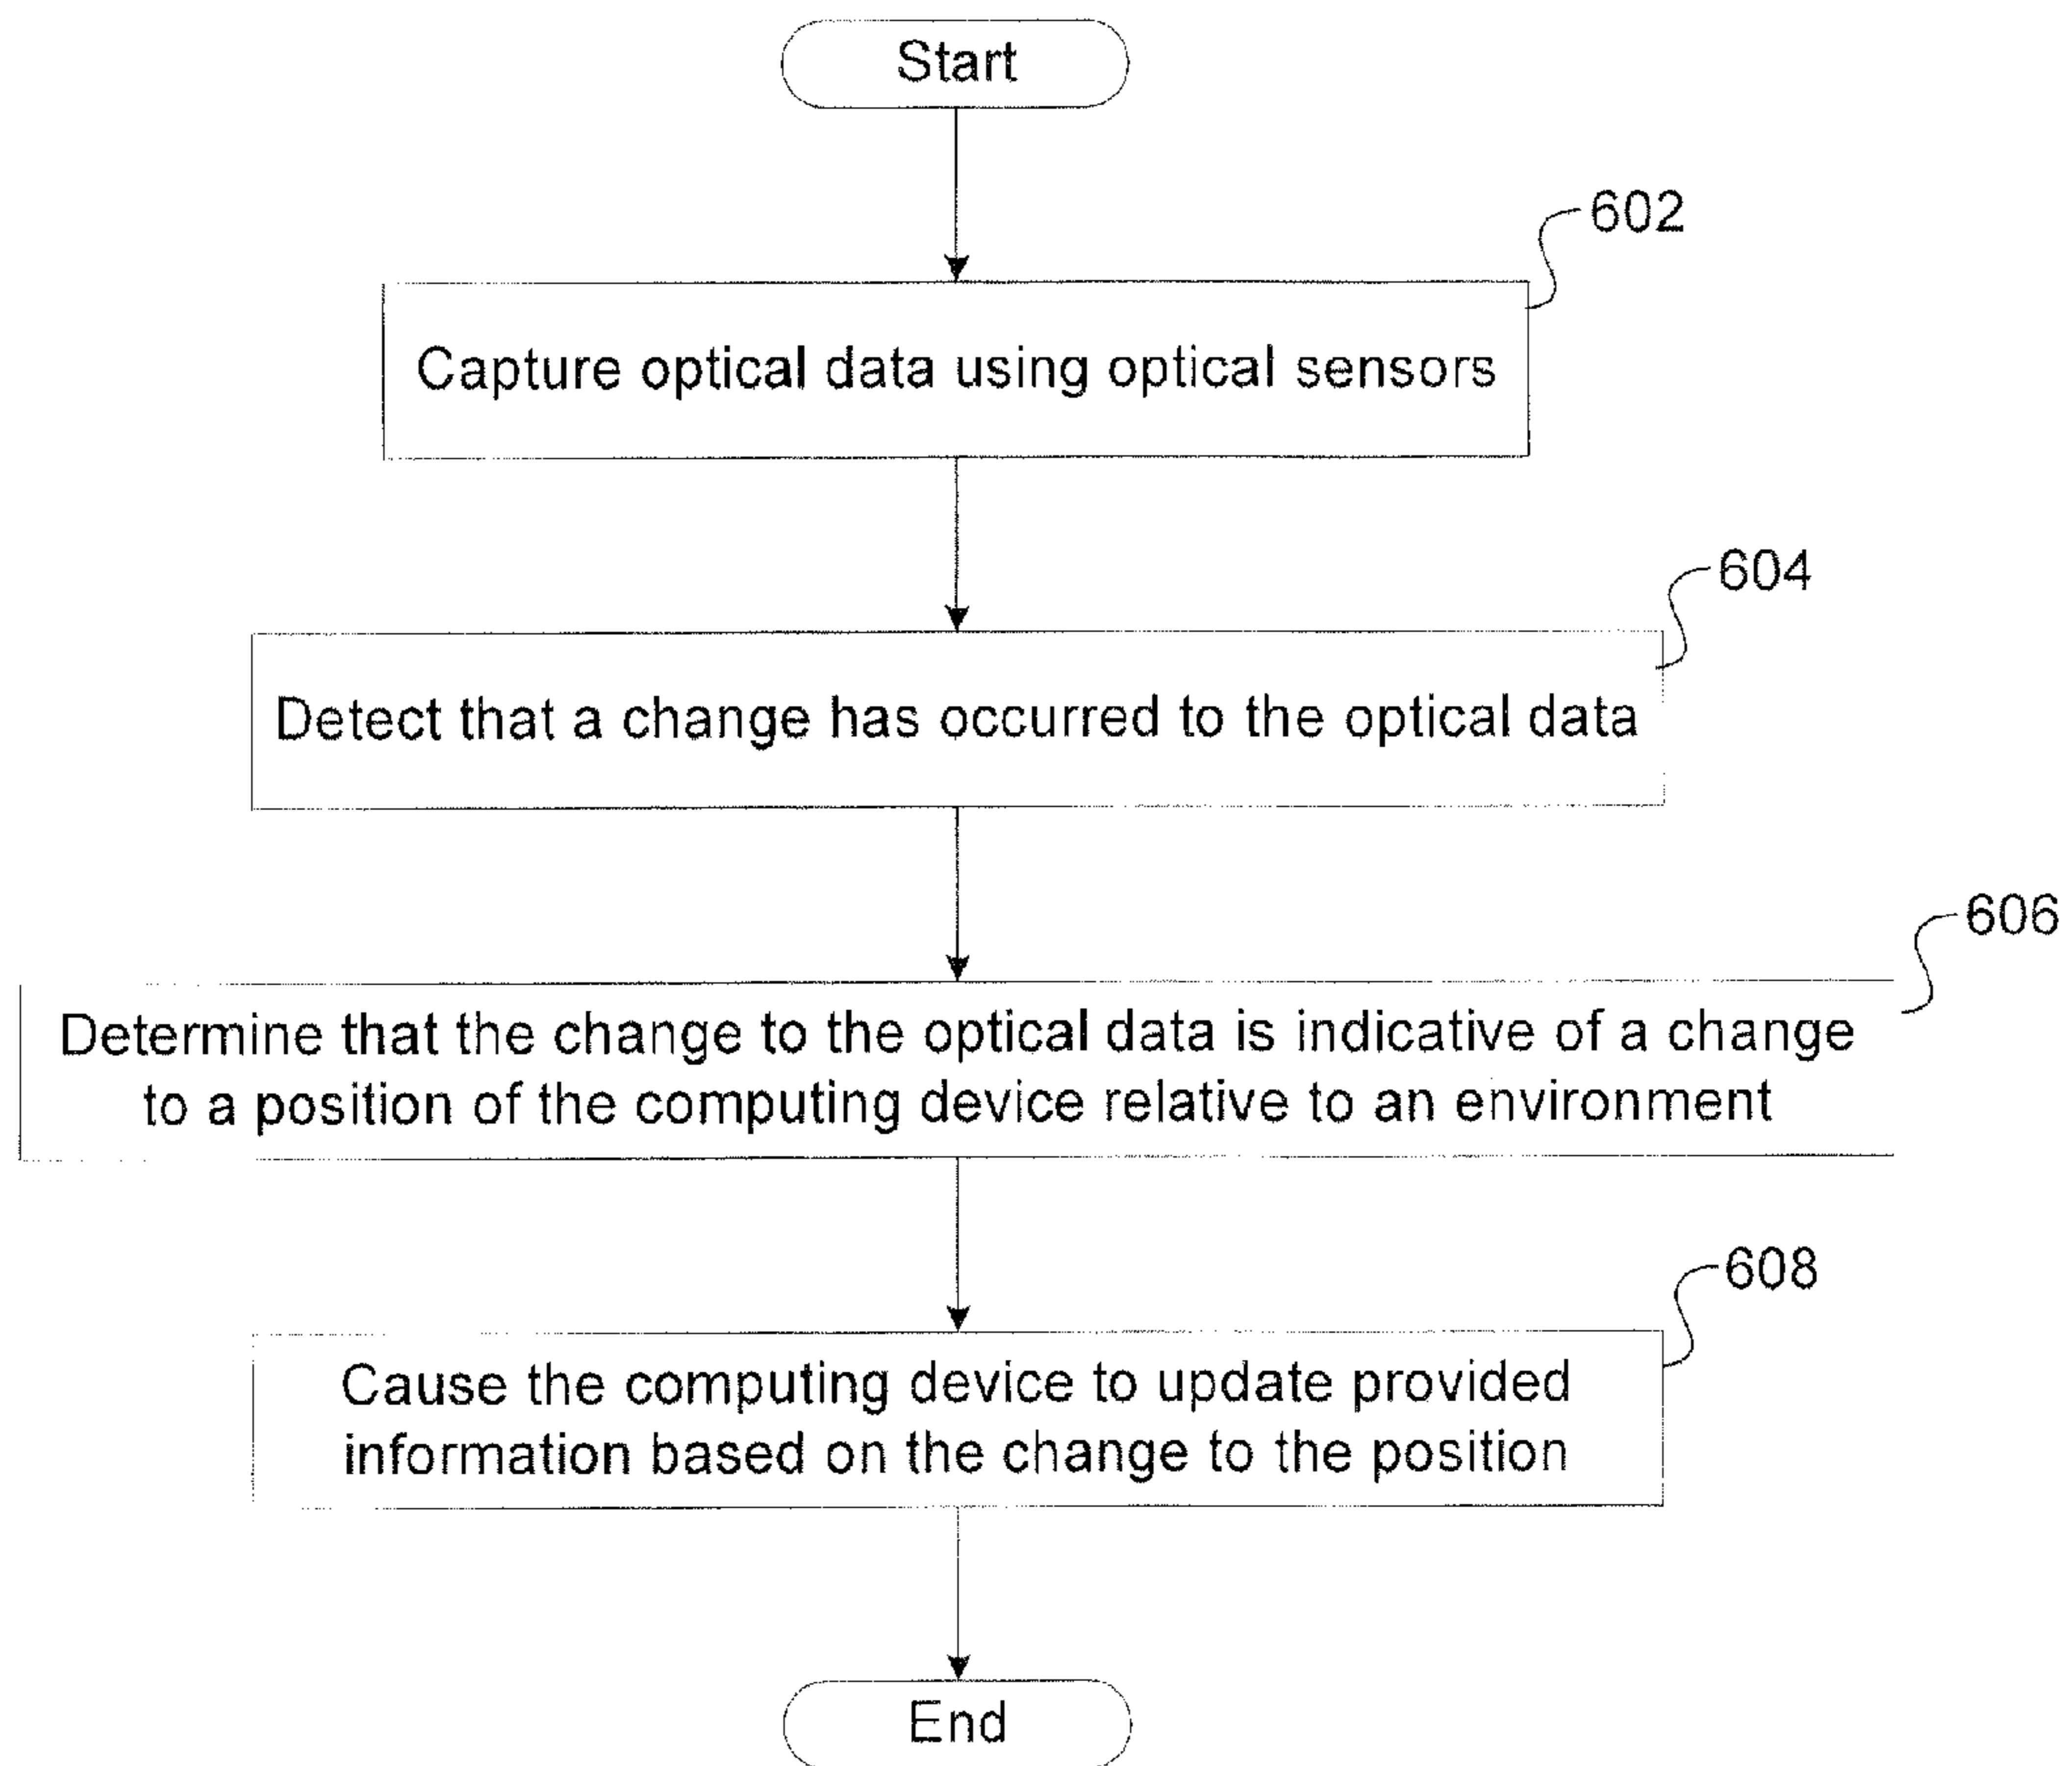 Start
602
Capture optical data using optical sensors
604
Detect that a change has occurred to the optical data
606
Determine that the change to the optical data is indicative of a change
to a position of the computing device relative to an environment
608
Cause the computing device to update provided
information based on the change to the position
End